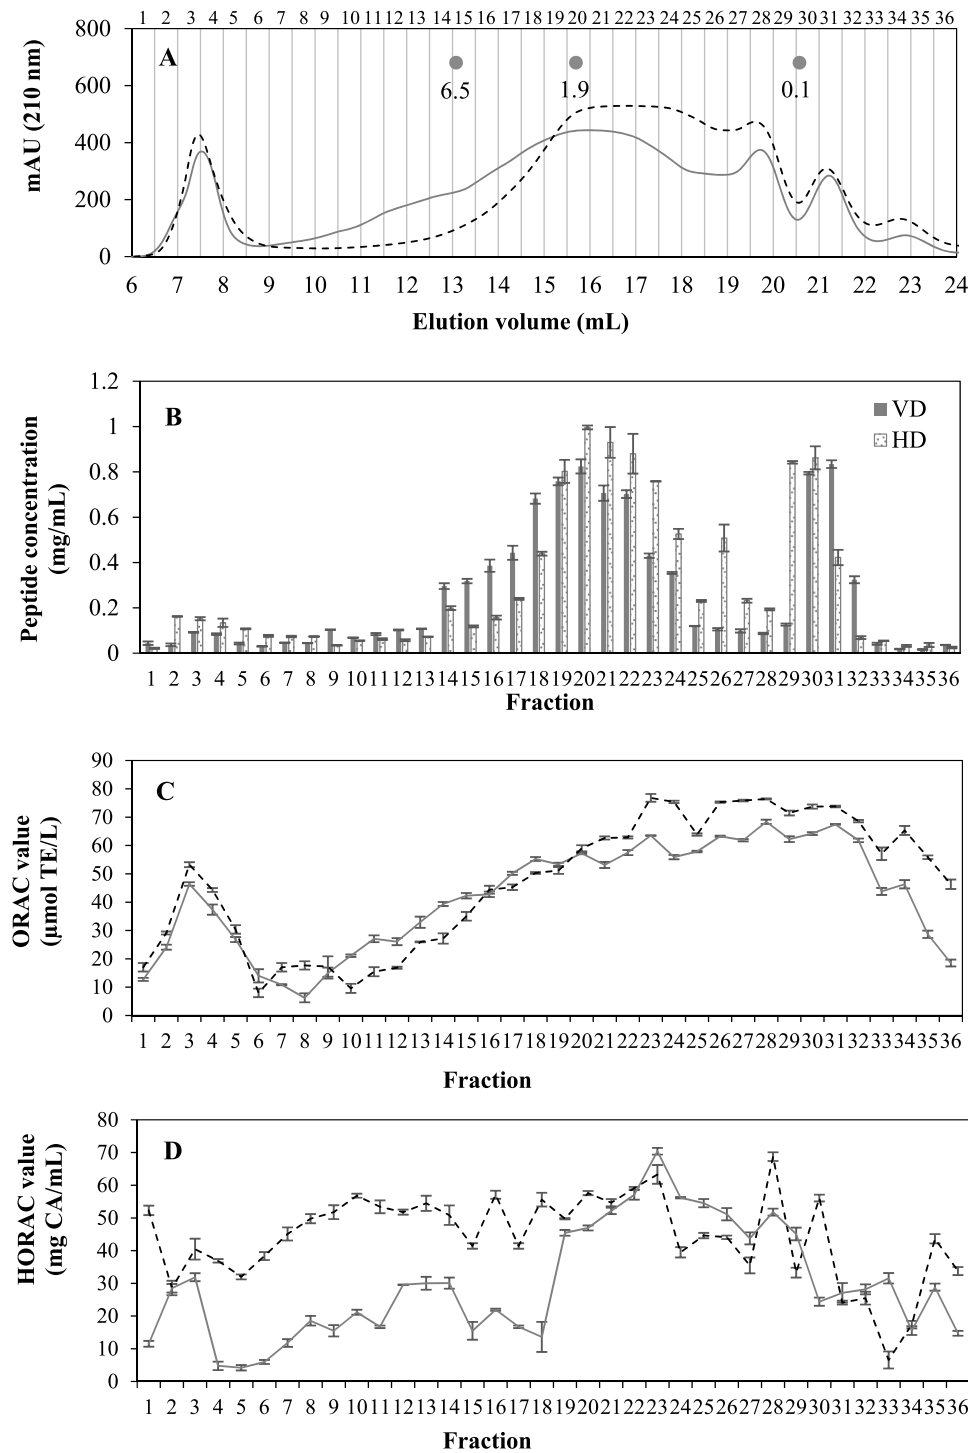 1 2 3 4 5 6 7 8 9 10 11 12 13 14 15 16 17 18 19 20 21 22 23 24 25 26 27 28 29 30 31 32 33 34 35 36
800
A
600
6.5 1.9 0.1
400
200
0
mAU (210 nm)
6 7 8 9 10 11 12 13 14 15 16 17 18 19 20 21 22 23 24
Elution volume (mL)
1.2
B
VD
1
HD
0.8
0.6
0.4
0.2
0
Peptide concentration
(mg/mL)
1 2 3 4 5 6 7 8 9 10 11 12 13 14 15 16 17 18 19 20 21 22 23 24 25 26 27 28 29 30 31 32 33 34 35 36
Fraction
90
C
80
70
60
50
40
30
20
10
0
ORAC value
(µmol TE/L)
1 2 3 4 5 6 7 8 9 10 11 12 13 14 15 16 17 18 19 20 21 22 23 24 25 26 27 28 29 30 31 32 33 34 35 36
Fraction
80
D
70
60
50
40
30
20
10
0
HORAC value
(mg CA/mL)
1 2 3 4 5 6 7 8 9 10 11 12 13 14 15 16 17 18 19 20 21 22 23 24 25 26 27 28 29 30 31 32 33 34 35 36
Fraction